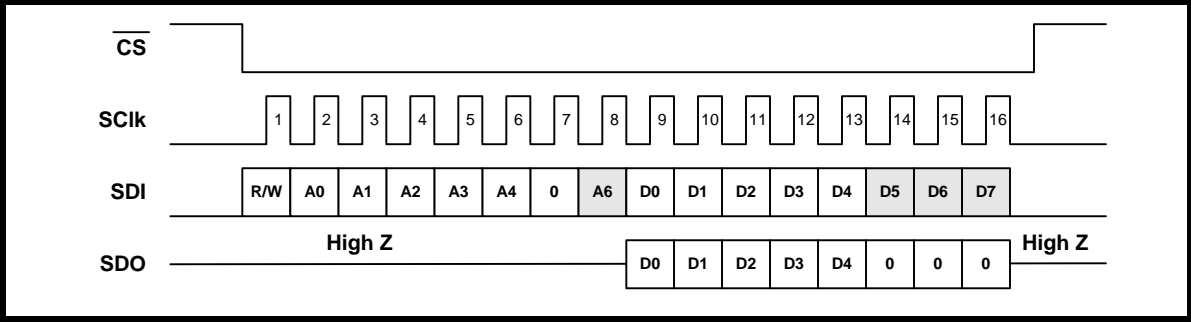 CS
SClk 1 2 3 4 5 6 7 8 9 10 11 12 13 14 15 16
SDI R/W A0 A1 A2 A3 A4 0 A6 D0 D1 D2 D3 D4 D5 D6 D7
High Z High Z
SDO D0 D1 D2 D3 D4 0 0 0